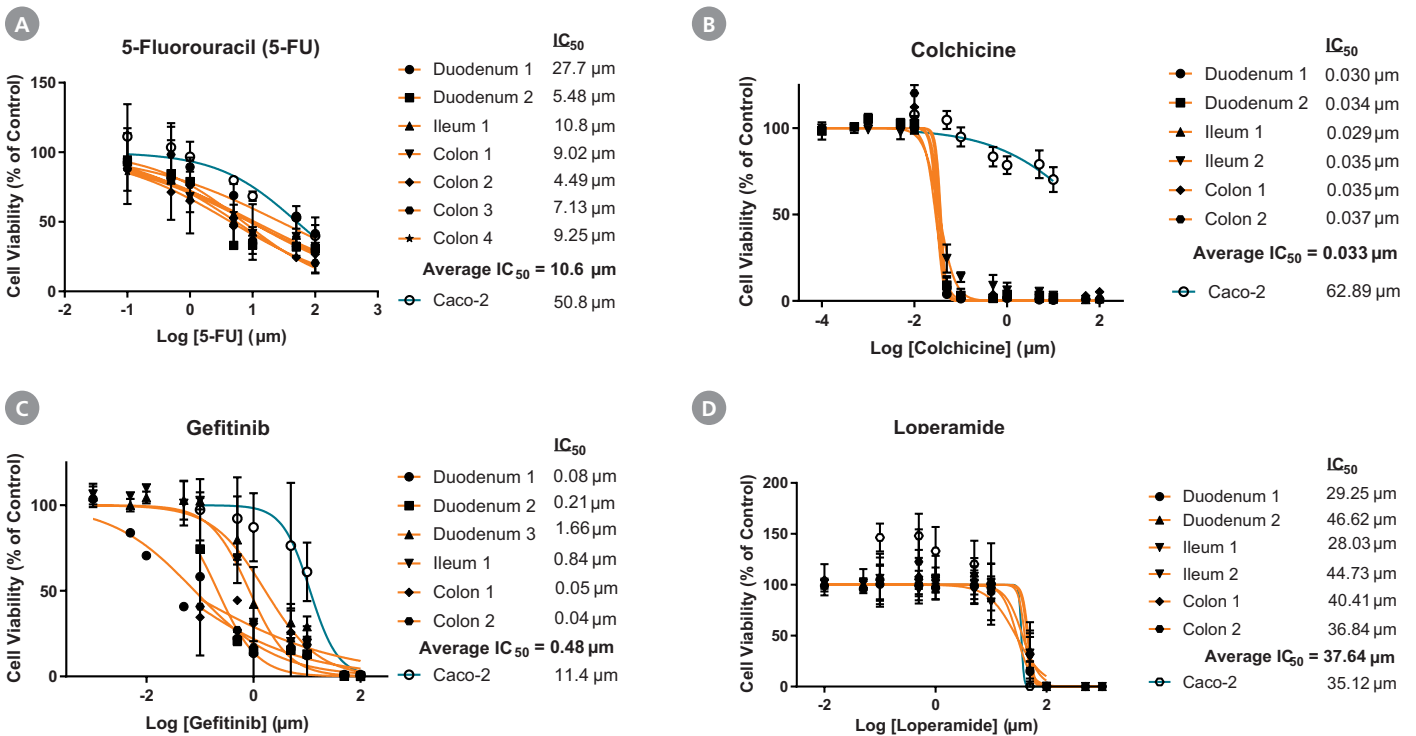 A
5-Fluorouracil (5-FU)
Cell Viability (% of Control)
150
100
50
0
-2
-1
0
1
2
3
Log [5-FU] (µm)
IC50
Duodenum 1 27.7 µm
Duodenum 2 5.48 µm
Ileum 1 10.8 µm
Colon 1 9.02 µm
Colon 2 4.49 µm
Colon 3 7.13 µm
Colon 4 9.25 µm
Average IC50 = 10.6 µm
Caco-2 50.8 µm
B
Colchicine
Cell Viability (% of Control)
100
50
0
-4
-2
0
2
Log [Colchicine] (µm)
IC50
Duodenum 1 0.030 µm
Duodenum 2 0.034 µm
Ileum 1 0.029 µm
Ileum 2 0.035 µm
Colon 1 0.035 µm
Colon 2 0.037 µm
Average IC50 = 0.033 µm
Caco-2 62.89 µm
C
Gefitinib
Cell Viability (% of Control)
100
50
0
-2
0
2
Log [Gefitinib] (µm)
IC50
Duodenum 1 0.08 µm
Duodenum 2 0.21 µm
Duodenum 3 1.66 µm
Ileum 1 0.84 µm
Colon 1 0.05 µm
Colon 2 0.04 µm
Average IC50 = 0.48 µm
Caco-2 11.4 µm
D
Loperamide
Cell Viability (% of Control)
200
150
100
50
0
-2
0
2
Log [Loperamide] (µm)
IC50
Duodenum 1 29.25 µm
Duodenum 2 46.62 µm
Ileum 1 28.03 µm
Ileum 2 44.73 µm
Colon 1 40.41 µm
Colon 2 36.84 µm
Average IC50 = 37.64 µm
Caco-2 35.12 µm